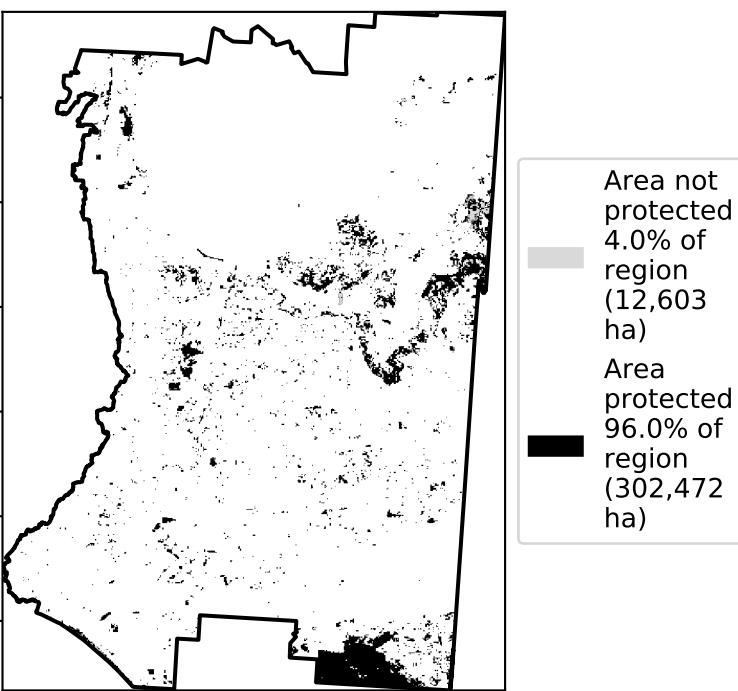 Area not
protected
4.0% of
region
(12,603
ha)
Area
protected
96.0% of
region
(302,472
ha)